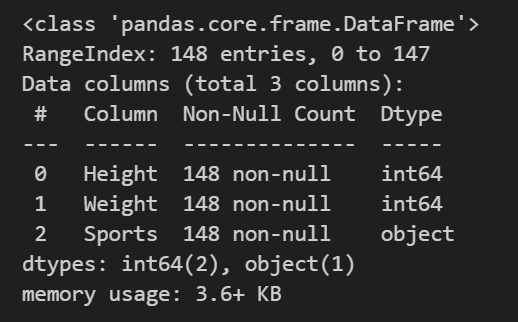 <class 'pandas.core.frame.DataFrame'>
RangeIndex: 148 entries, 0 to 147
Data columns (total 3 columns):
 #   Column  Non-Null Count  Dtype
---  ------  --------------  -----
 0   Height  148 non-null    int64
 1   Weight  148 non-null    int64
 2   Sports  148 non-null    object
dtypes: int64(2), object(1)
memory usage: 3.6+ KB